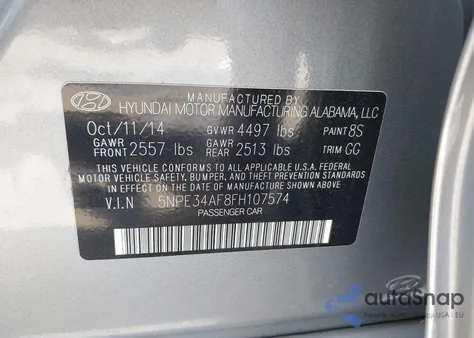 MANUFACTURED BY
HYUNDAI MOTOR MANUFACTURING ALABAMA, LLC
Oct/11/14 GVWR 4497 lbs PAINT 8S
GAWR FRONT 2557 lbs GAWR REAR 2513 lbs TRIM GG
THIS VEHICLE CONFORMS TO ALL APPLICABLE U.S.A FEDERAL
MOTOR VEHICLE SAFETY, BUMPER, AND THEFT PREVENTION
STANDARDS IN EFFECT ON THE DATE OF MANUFACTURE SHOWN ABOVE.
V.I.N 5NPE34AF8FH107574
PASSENGER CAR
autoSnap